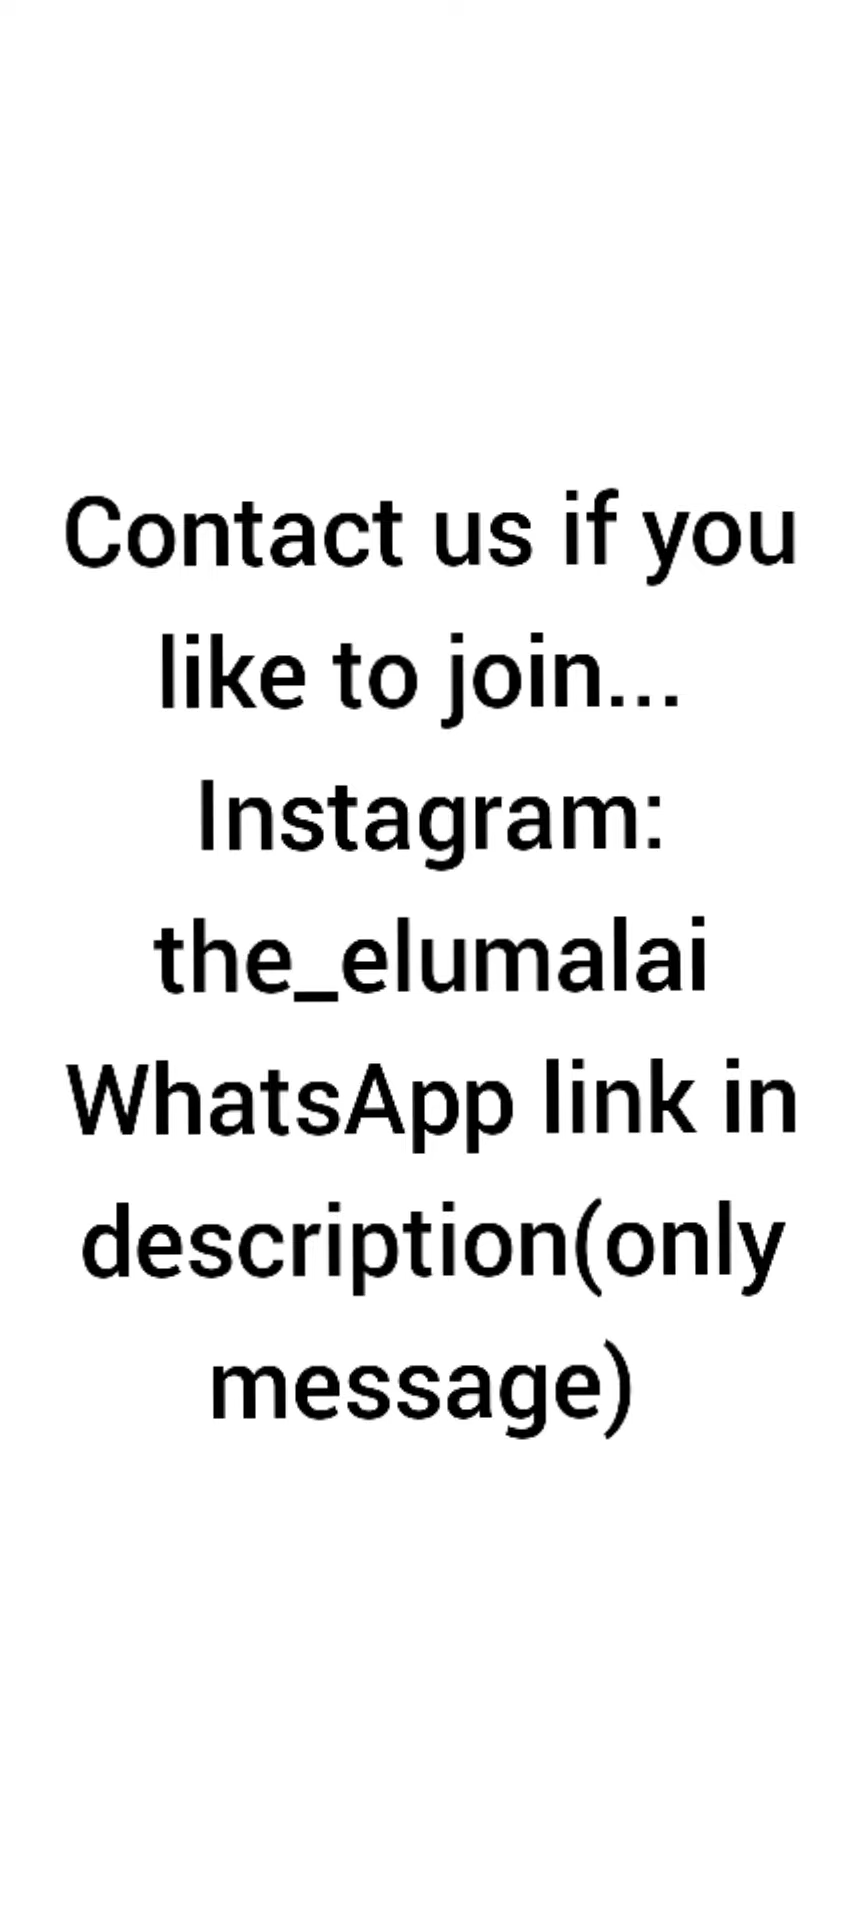 Contact us if you
like to join...
Instagram:
the_elumalai
WhatsApp link in
description(only
message)